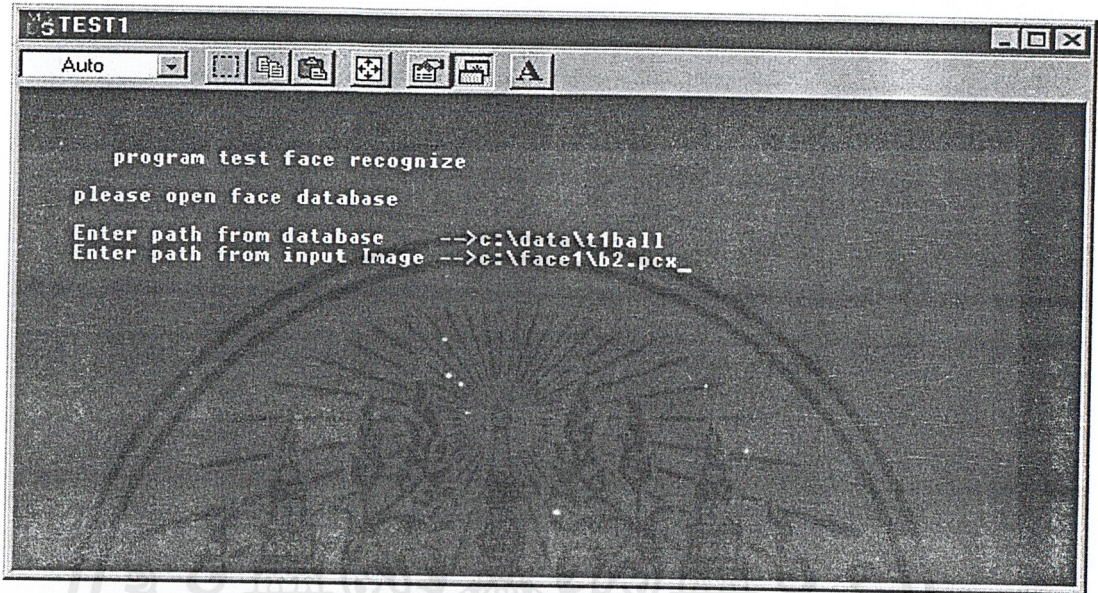 TEST1
Auto
A
program test face recognize
please open face database
Enter path from database -->c:\data\t1ball
Enter path from input Image -->c:\face1\b2.pcx_